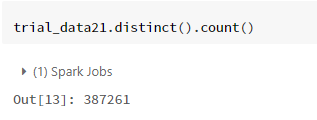 trial_data21.distinct().count()
(1) Spark Jobs
Out[13]: 387261